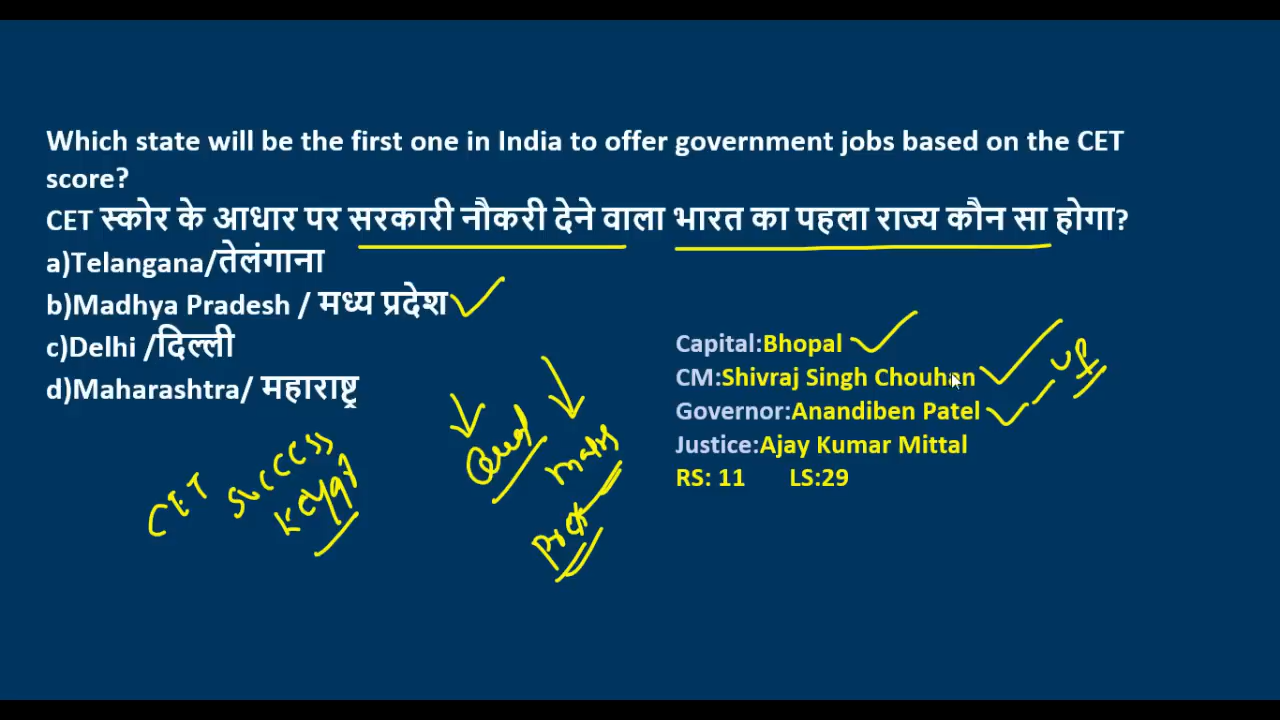 Which state will be the first one in India to offer government jobs based on the CET
score?
CET स्कोर के आधार पर सरकारी नौकरी देने वाला भारत का पहला राज्य कौन सा होगा?
a)Telangana/तेलंगाना
b)Madhya Pradesh / मध्य प्रदेश
c)Delhi /दिल्ली
d)Maharashtra/ महाराष्ट्र
Capital:Bhopal
CM:Shivraj Singh Chouhan
UP
Governor:Anandiben Patel
Justice:Ajay Kumar Mittal
RS: 11 LS:29
CET